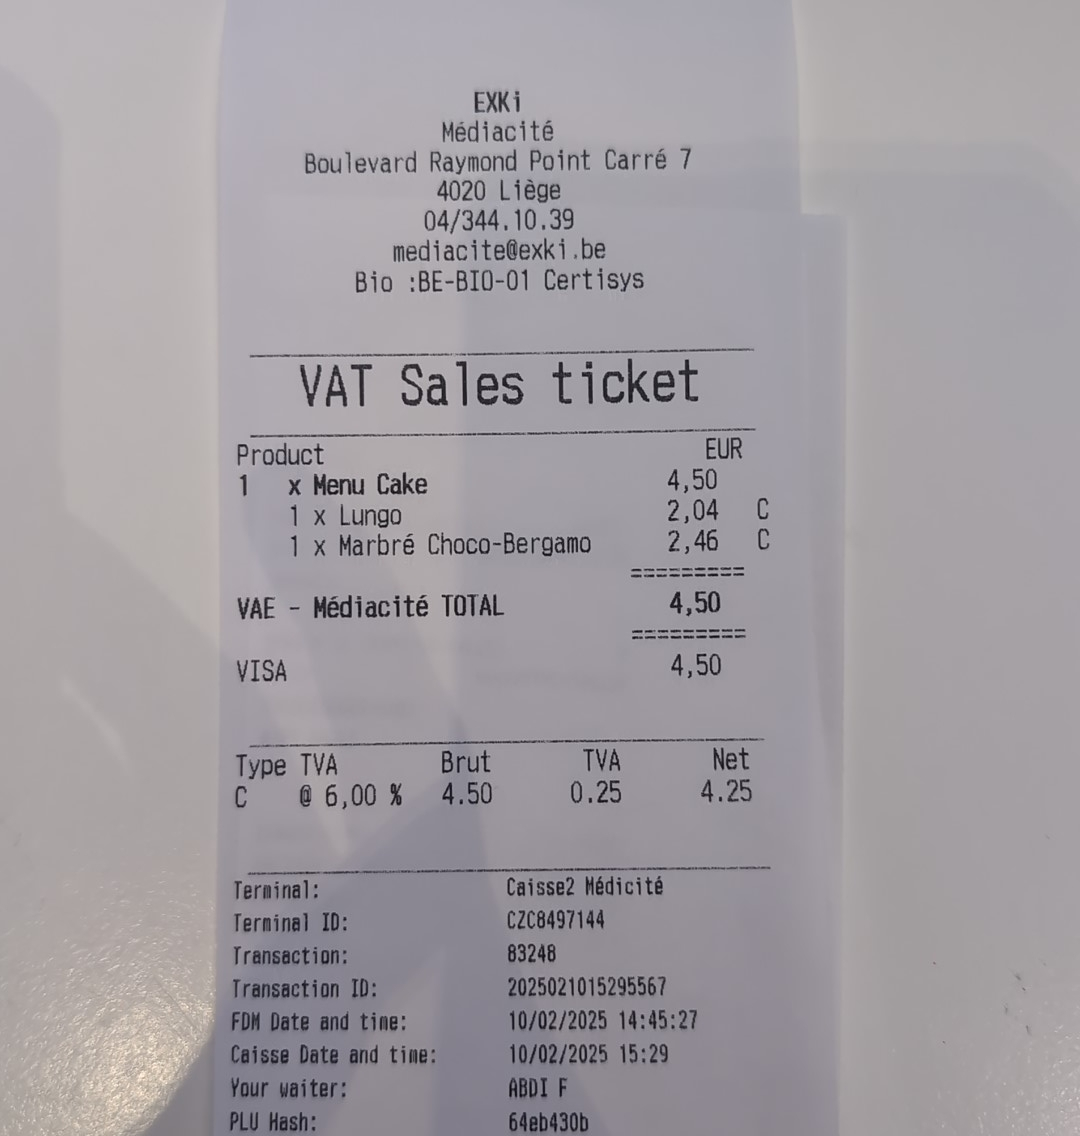 EXKi
Médiacité
Boulevard Raymond Point Carré 7
4020 Liège
04/344.10.39
mediacite@exki.be
Bio :BE-BIO-01 Certisys
VAT Sales ticket
Product EUR
1 x Menu Cake 4,50
1 x Lungo 2,04 C
1 x Marbré Choco-Bergamo 2,46 C
=========
VAE - Médiacité TOTAL 4,50
=========
VISA 4,50
Type TVA Brut TVA Net
C @ 6,00 % 4.50 0.25 4.25
Terminal: Caisse2 Médicité
Terminal ID: CZC8497144
Transaction: 83248
Transaction ID: 2025021015295567
FDM Date and time: 10/02/2025 14:45:27
Caisse Date and time: 10/02/2025 15:29
Your waiter: ABDI F
PLU Hash: 64eb430b